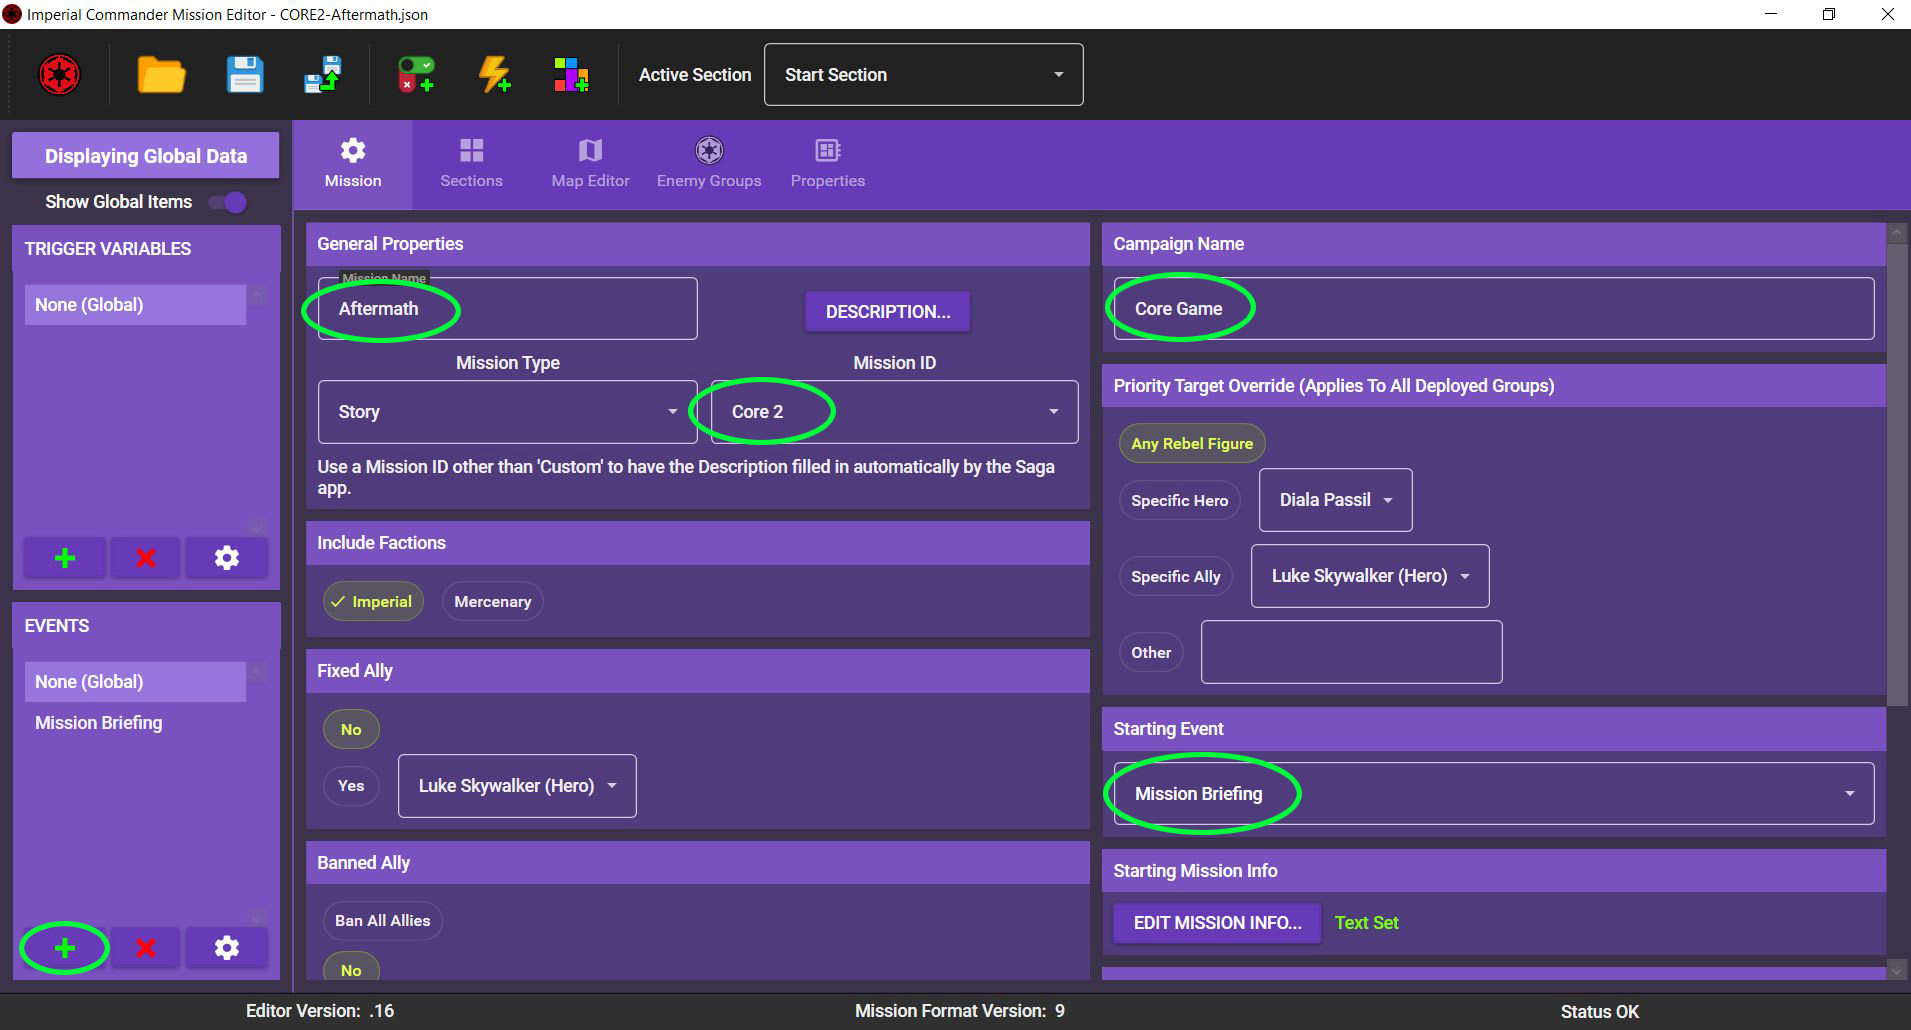 Imperial Commander Mission Editor - CORE2-Aftermath.json
Active Section
Start Section
Displaying Global Data
Show Global Items
TRIGGER VARIABLES
None (Global)
EVENTS
None (Global)
Mission Briefing
Mission
Sections
Map Editor
Enemy Groups
Properties
General Properties
Mission Name
Aftermath
DESCRIPTION...
Mission Type
Mission ID
Story
Core 2
Use a Mission ID other than 'Custom' to have the Description filled in automatically by the Saga
app.
Include Factions
Imperial
Mercenary
Fixed Ally
No
Yes
Luke Skywalker (Hero)
Banned Ally
Ban All Allies
No
Campaign Name
Core Game
Priority Target Override (Applies To All Deployed Groups)
Any Rebel Figure
Specific Hero
Diala Passil
Specific Ally
Luke Skywalker (Hero)
Other
Starting Event
Mission Briefing
Starting Mission Info
EDIT MISSION INFO...
Text Set
Editor Version: .16
Mission Format Version: 9
Status OK